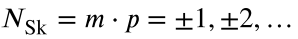 N_Sk = m · p = ±1, ±2, …